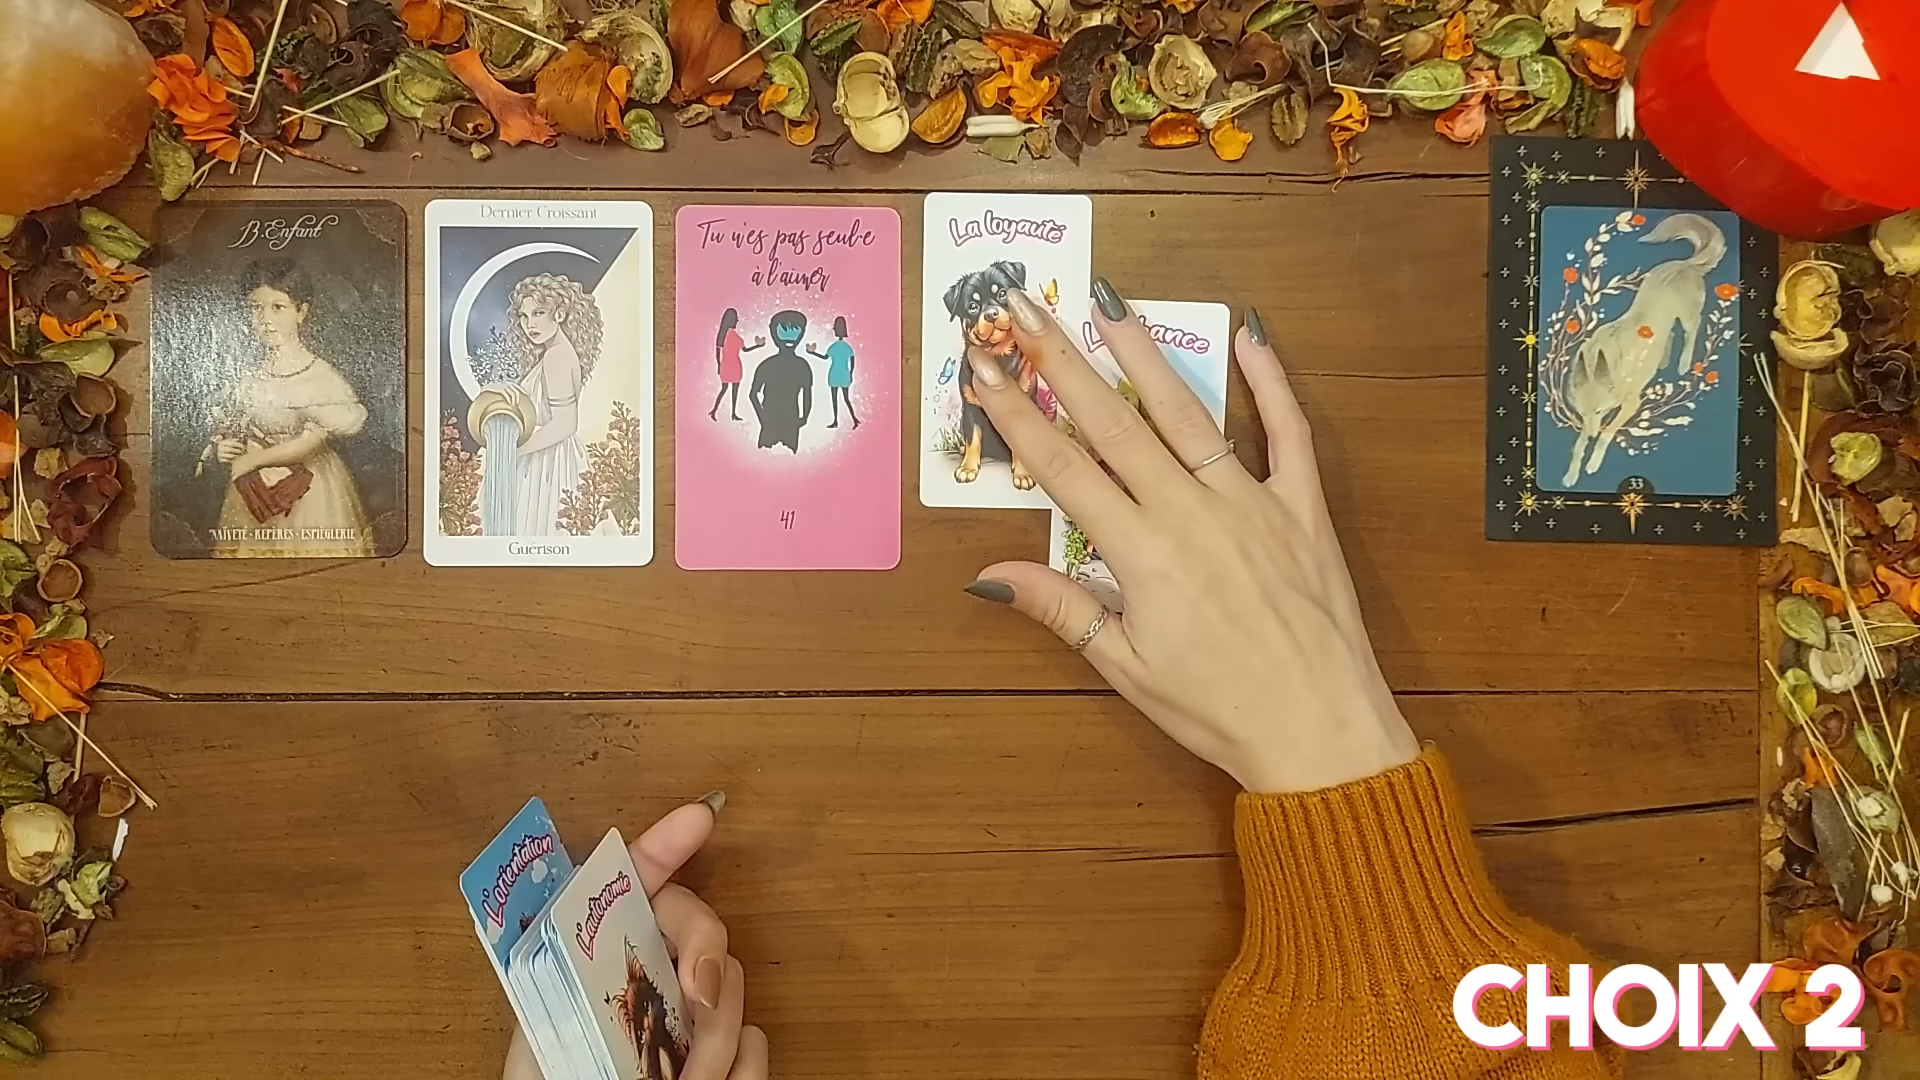 B. Enfant
NAÏVETÉ - REPÈRES - ESPIÈGLERIE
Dernier Croissant
Guérison
Tu n'es pas seul·e
à l'aimer
41
La loyauté
33
L'orientation
L'autonomie
CHOIX 2